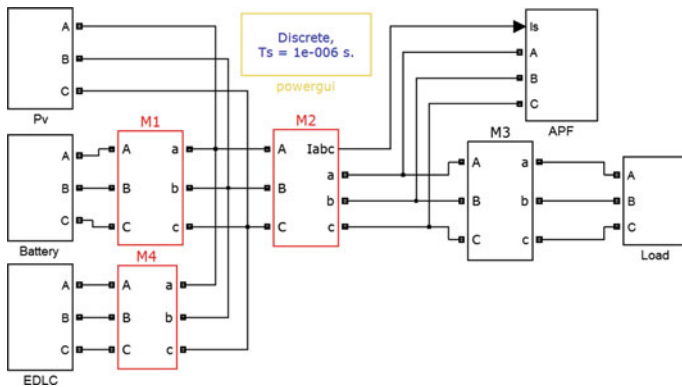 A
B
C
Pv
Discrete,
Ts = 1e-006 s.
powergui
Is
A
B
C
APF
A
B
C
Battery
M1
A a
B b
C c
M2
A Iabc
a
B b
C c
M3
A a
B b
C c
A
B
C
Load
A
B
C
EDLC
M4
A a
B b
C c